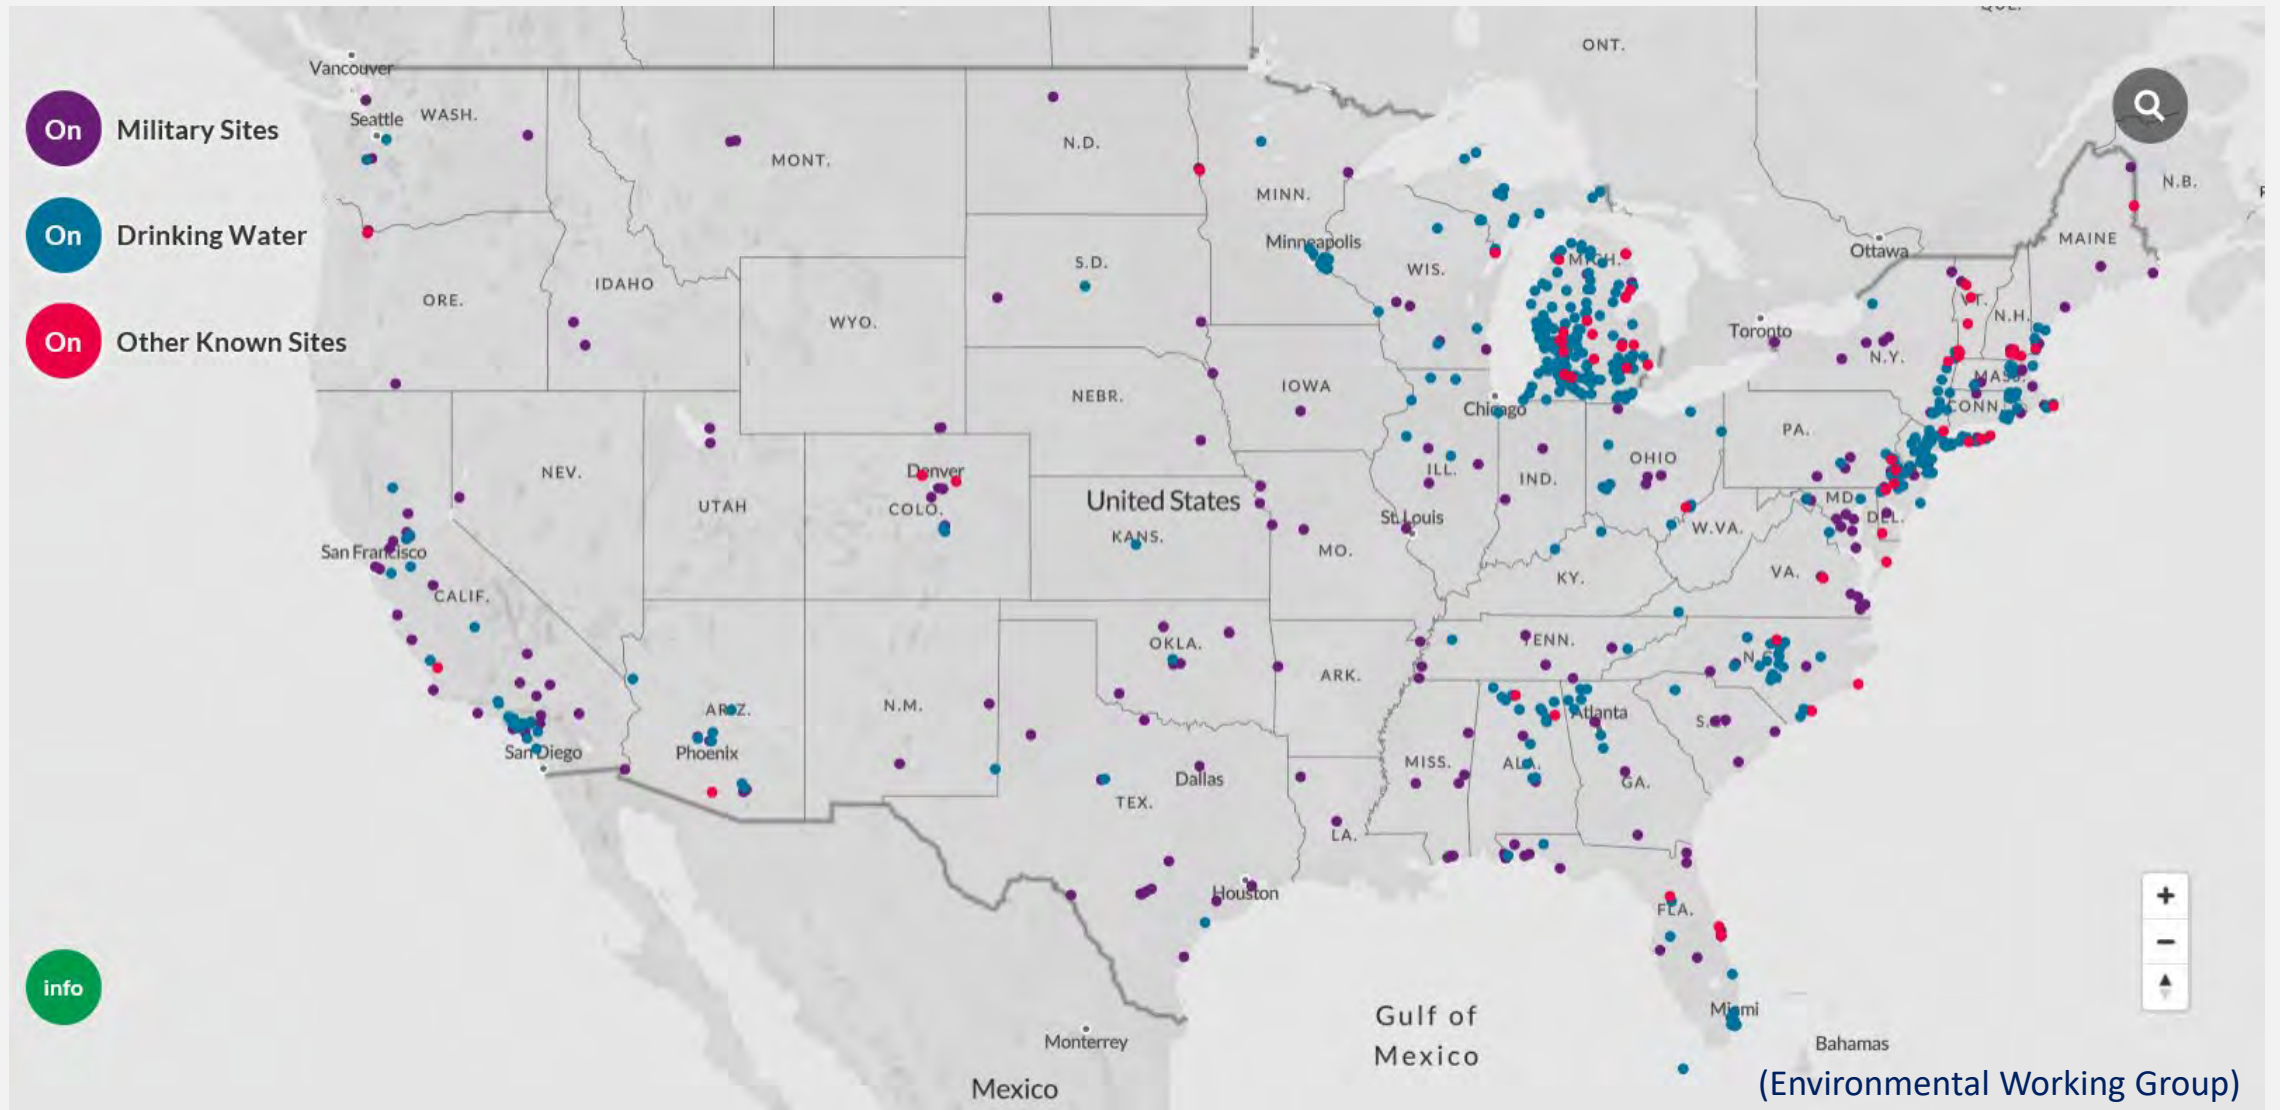 QUE.
ONT.
Vancouver
Seattle
WASH.
On
Military Sites
MONT.
N.D.
MINN.
N.B.
On
Drinking Water
Minneapolis
Ottawa
MAINE
S.D.
WIS.
MICH.
ORE.
IDAHO
VT.
N.H.
On
Other Known Sites
WYO.
Toronto
N.Y.
MASS.
IOWA
NEBR.
Chicago
CONN.
PA.
Denver
NEV.
ILL.
IND.
OHIO
United States
UTAH
COLO.
MD.
St. Louis
DEL.
W.VA.
San Francisco
KANS.
MO.
KY.
VA.
CALIF.
OKLA.
TENN.
N.C.
ARK.
N.M.
ARIZ.
Atlanta
S.C.
San Diego
Phoenix
MISS.
ALA.
GA.
Dallas
TEX.
LA.
Houston
FLA.
info
Miami
Gulf of
Mexico
Monterrey
Bahamas
Mexico
(Environmental Working Group)